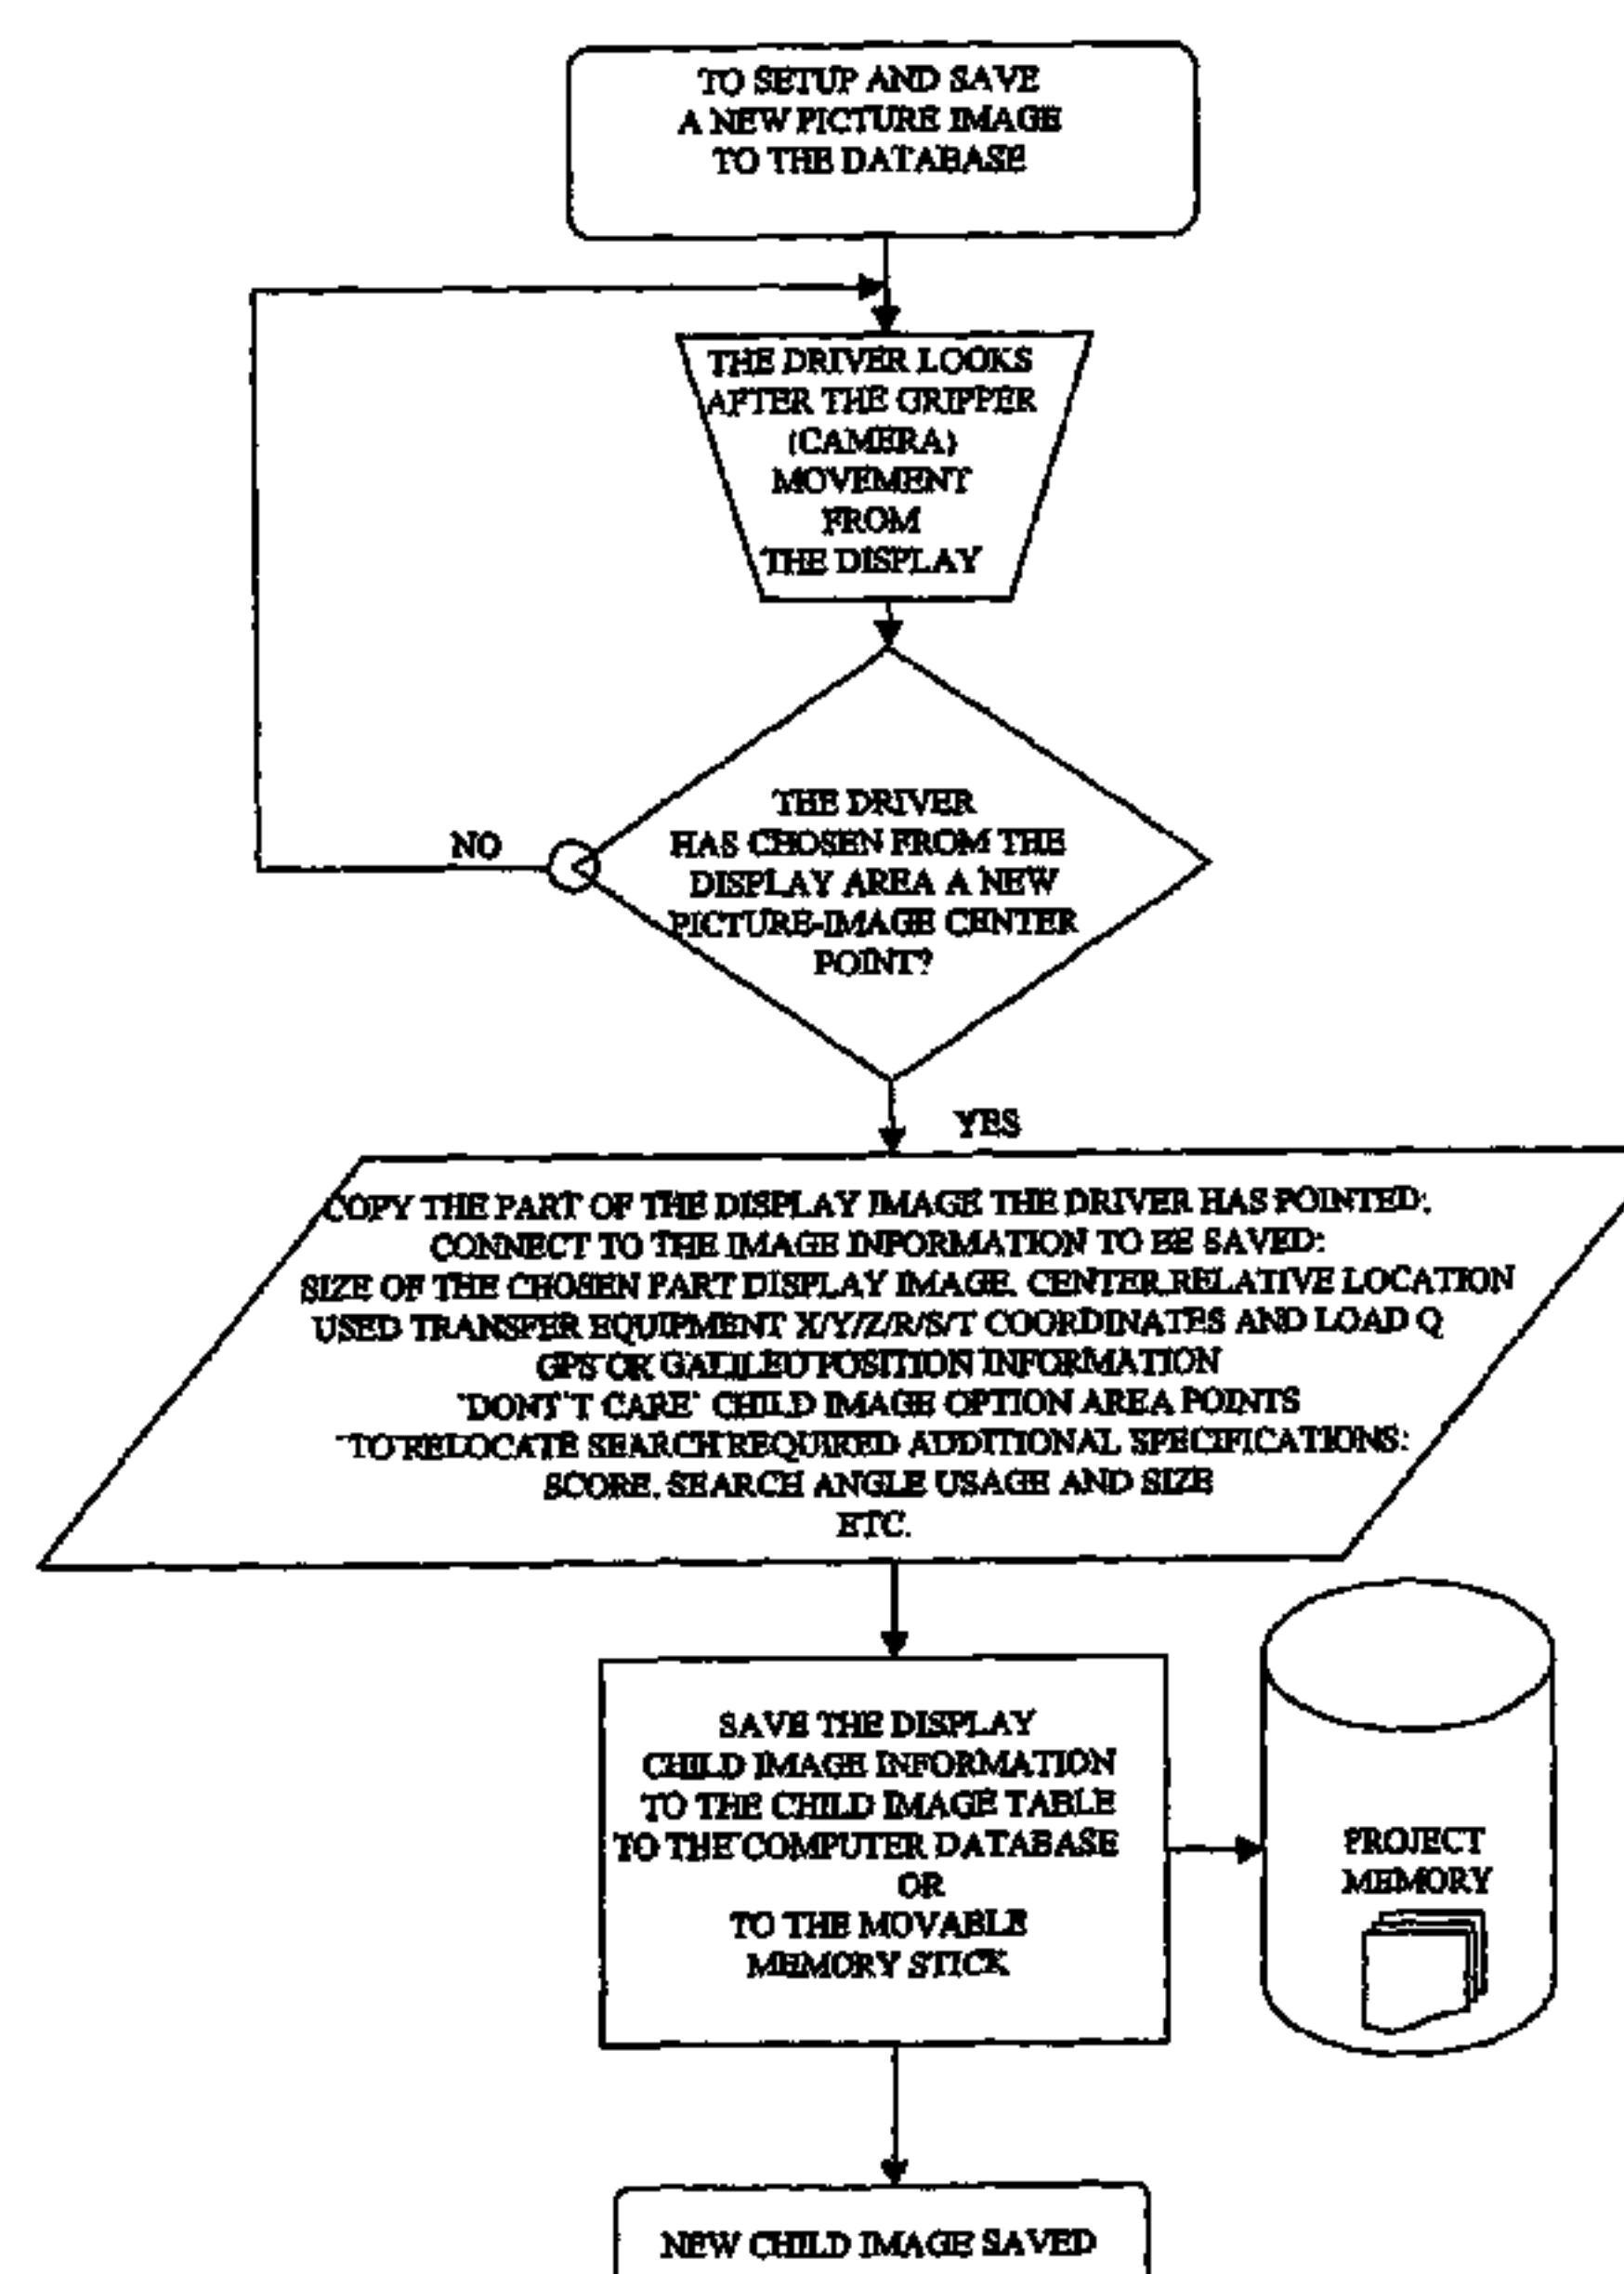 TO SETUP AND SAVE
A NEW PICTURE IMAGE
TO THE DATABASE
THE DRIVER LOOKS
AFTER THE GRIPPER
(CAMERA)
MOVEMENT
FROM
THE DISPLAY
THE DRIVER
HAS CHOSEN FROM THE
DISPLAY AREA A NEW
PICTURE-IMAGE CENTER
POINT?
NO
YES
COPY THE PART OF THE DISPLAY IMAGE THE DRIVER HAS POINTED;
CONNECT TO THE IMAGE INFORMATION TO BE SAVED:
SIZE OF THE CHOSEN PART DISPLAY IMAGE, CENTER RELATIVE LOCATION
USED TRANSFER EQUIPMENT X/Y/Z/R/S/T COORDINATES AND LOAD Q
GPS OR GALILEO POSITION INFORMATION
"DONT'T CARE" CHILD IMAGE OPTION AREA POINTS
"TO RELOCATE SEARCH REQUIRED ADDITIONAL SPECIFICATIONS:
SCORE, SEARCH ANGLE USAGE AND SIZE
ETC.
SAVE THE DISPLAY
CHILD IMAGE INFORMATION
TO THE CHILD IMAGE TABLE
TO THE COMPUTER DATABASE
OR
TO THE MOVABLE
MEMORY STICK
PROJECT
MEMORY
NEW CHILD IMAGE SAVED